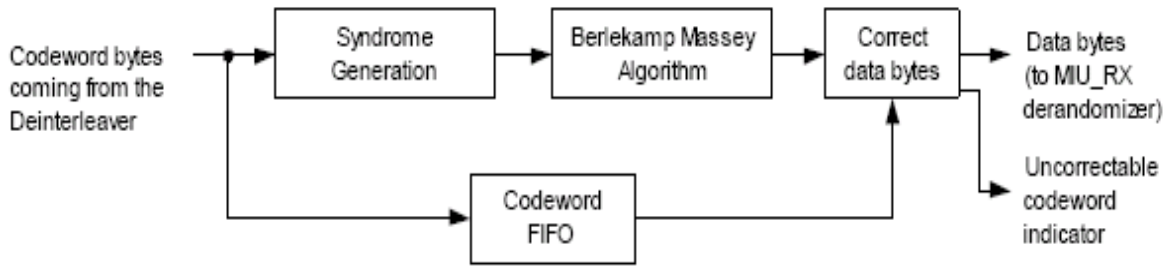 Codeword bytes
coming from the
Deinterleaver
Syndrome
Generation
Berlekamp Massey
Algorithm
Correct
data bytes
Data bytes
(to MIU_RX
derandomizer)
Codeword
FIFO
Uncorrectable
codeword
indicator